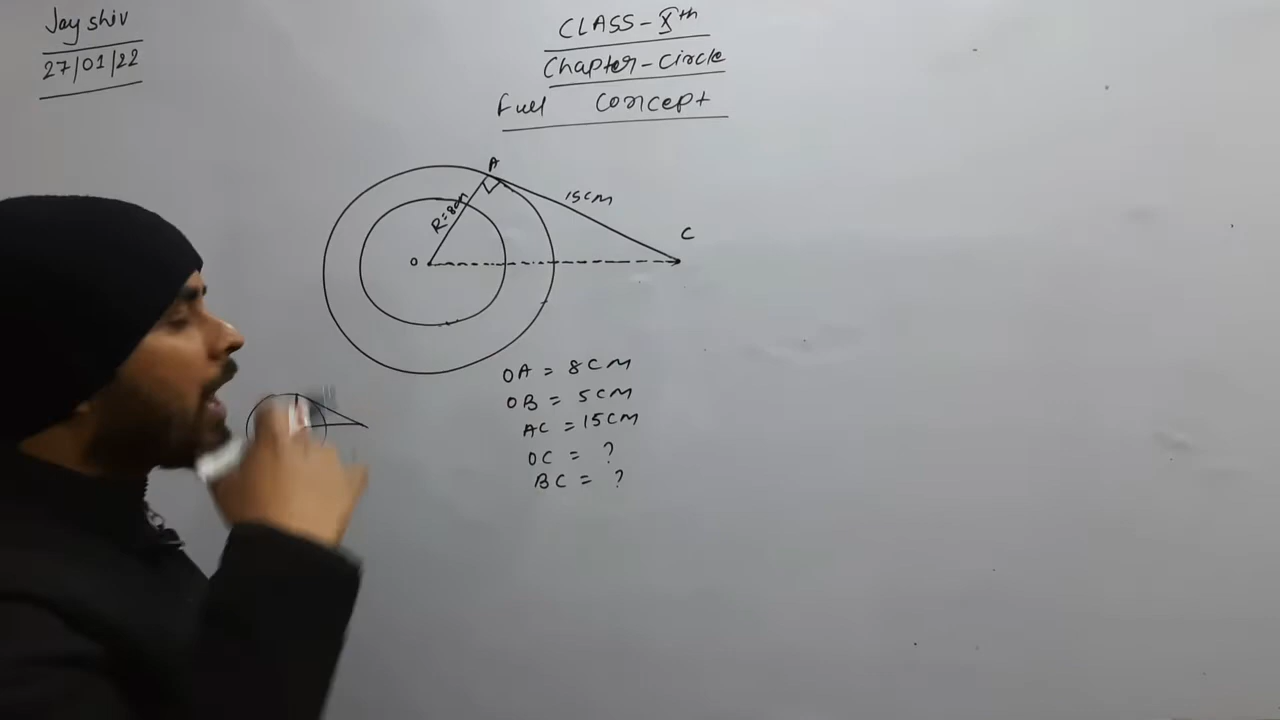 Jay shiv
27/01/22
CLASS-Xth
Chapter-Circle
Full Concept
A
R=8cm
15CM
C
O
OA = 8CM
OB = 5CM
AC = 15CM
OC = ?
BC = ?